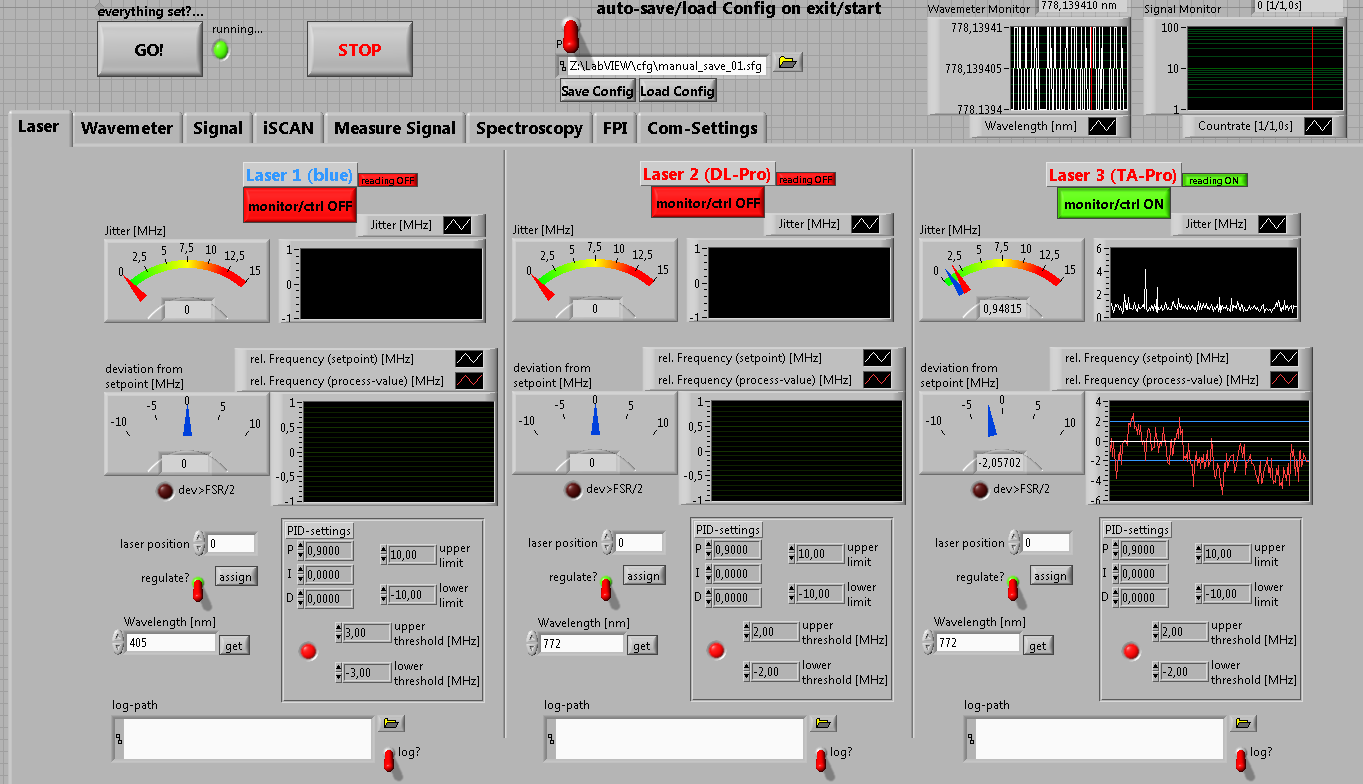 everything set?...
GO!
running...
STOP
auto-save/load Config on exit/start
P
Z:\LabVIEW\cfg\manual_save_01.sfg
Save Config Load Config
Wavemeter Monitor 778,139410 nm
778,13941
778,139405
778,1394
Wavelength [nm]
Signal Monitor 0 [1/1,0s]
100
10
1
Countrate [1/1,0s]
Laser Wavemeter Signal iSCAN Measure Signal Spectroscopy FPI Com-Settings
Laser 1 (blue) reading OFF
monitor/ctrl OFF
Jitter [MHz]
Jitter [MHz]
0 2,5 5 7,5 10 12,5 15
0
1
0
-1
deviation from
setpoint [MHz]
rel. Frequency (setpoint) [MHz]
rel. Frequency (process-value) [MHz]
-10 -5 0 5 10
0
1
0,5
0
-0,5
-1
dev>FSR/2
laser position 0
regulate? assign
Wavelength [nm]
405 get
PID-settings
P 0,9000
I 0,0000
D 0,0000
10,00 upper
limit
-10,00 lower
limit
3,00 upper
threshold [MHz]
-3,00 lower
threshold [MHz]
log-path
log?
Laser 2 (DL-Pro) reading OFF
monitor/ctrl OFF
Jitter [MHz]
Jitter [MHz]
0 2,5 5 7,5 10 12,5 15
0
1
0
-1
deviation from
setpoint [MHz]
rel. Frequency (setpoint) [MHz]
rel. Frequency (process-value) [MHz]
-10 -5 0 5 10
0
1
0,5
0
-0,5
-1
dev>FSR/2
laser position 0
regulate? assign
Wavelength [nm]
772 get
PID-settings
P 0,9000
I 0,0000
D 0,0000
10,00 upper
limit
-10,00 lower
limit
2,00 upper
threshold [MHz]
-2,00 lower
threshold [MHz]
log-path
log?
Laser 3 (TA-Pro) reading ON
monitor/ctrl ON
Jitter [MHz]
Jitter [MHz]
0 2,5 5 7,5 10 12,5 15
0,94815
6
4
2
0
deviation from
setpoint [MHz]
rel. Frequency (setpoint) [MHz]
rel. Frequency (process-value) [MHz]
-10 -5 0 5 10
-2,05702
4
2
0
-2
-4
-6
dev>FSR/2
laser position 0
regulate? assign
Wavelength [nm]
772 get
PID-settings
P 0,9000
I 0,0000
D 0,0000
10,00 upper
limit
-10,00 lower
limit
2,00 upper
threshold [MHz]
-2,00 lower
threshold [MHz]
log-path
log?